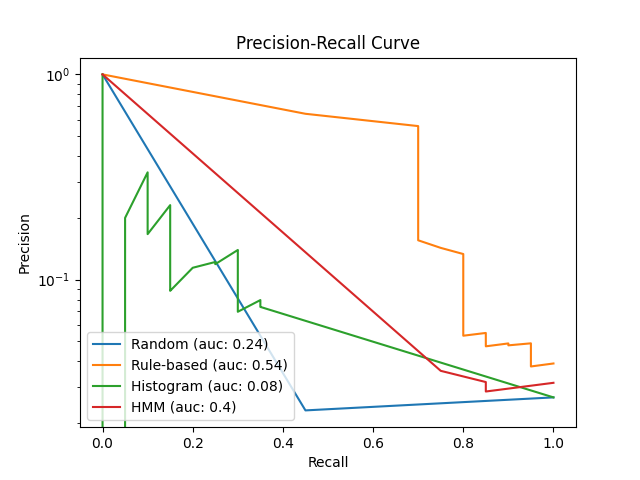 Precision-Recall Curve
Precision
10⁰
10⁻¹
Random (auc: 0.24)
Rule-based (auc: 0.54)
Histogram (auc: 0.08)
HMM (auc: 0.4)
0.0 0.2 0.4 0.6 0.8 1.0
Recall